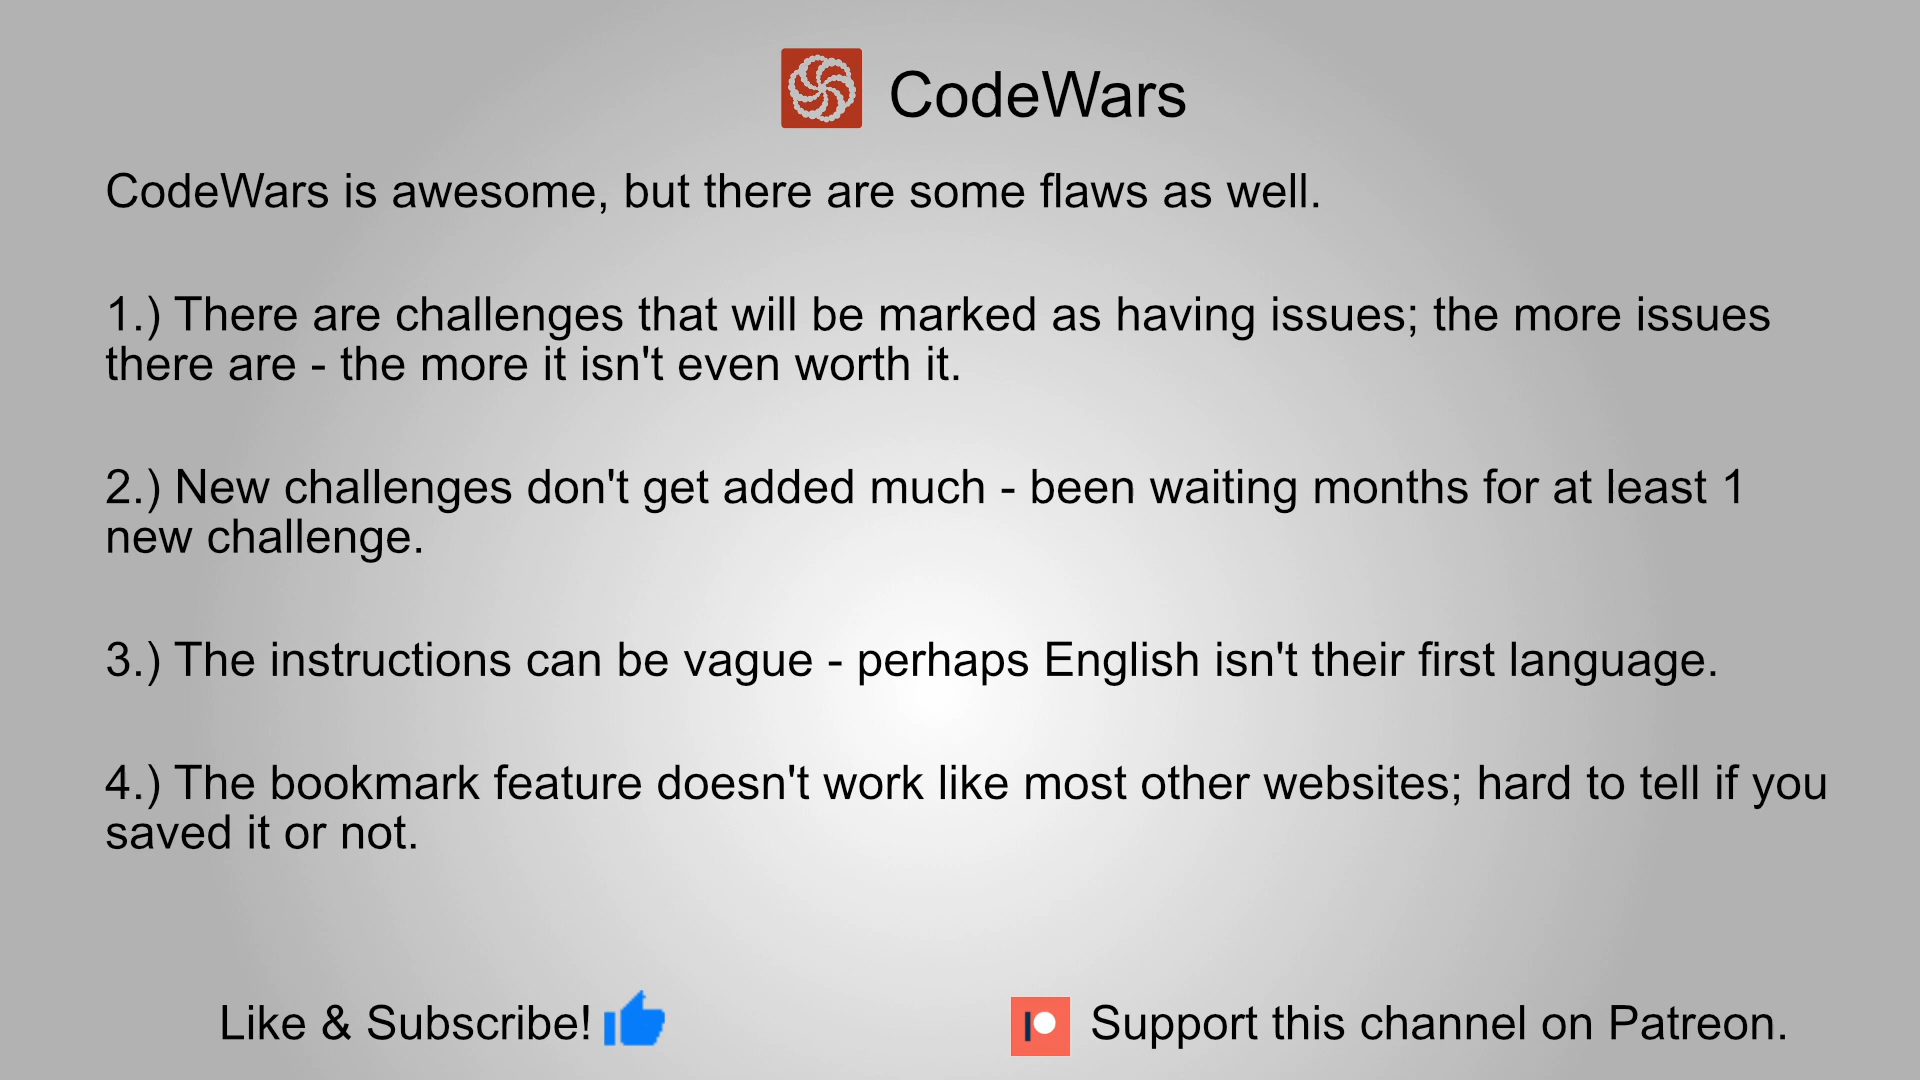 CodeWars
CodeWars is awesome, but there are some flaws as well.
1.) There are challenges that will be marked as having issues; the more issues
there are - the more it isn't even worth it.
2.) New challenges don't get added much - been waiting months for at least 1
new challenge.
3.) The instructions can be vague - perhaps English isn't their first language.
4.) The bookmark feature doesn't work like most other websites; hard to tell if you
saved it or not.
Like & Subscribe!
Support this channel on Patreon.